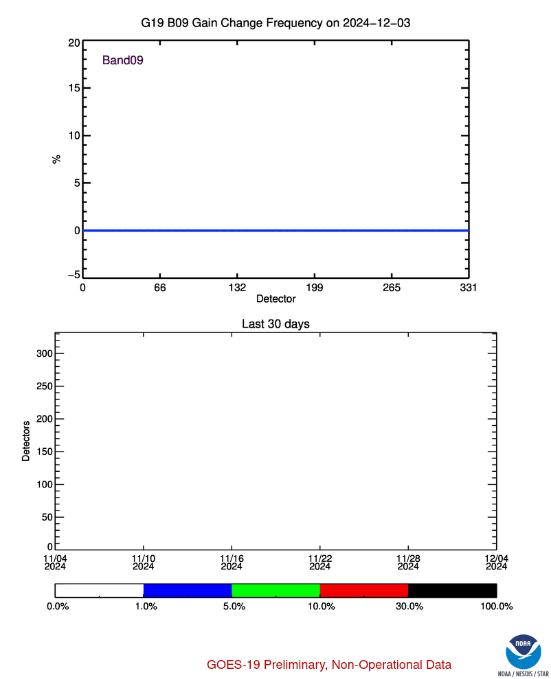 G19 B09 Gain Change Frequency on 2024-12-03
20
Band09
15
10
%
5
0
-5
0 66 132 199 265 331
Detector
Last 30 days
300
250
200
Detectors
150
100
50
0
11/04 11/10 11/16 11/22 11/28 12/04
2024 2024 2024 2024 2024 2024
0.0% 1.0% 5.0% 10.0% 30.0% 100.0%
NOAA
GOES-19 Preliminary, Non-Operational Data
NOAA / NESDIS / STAR